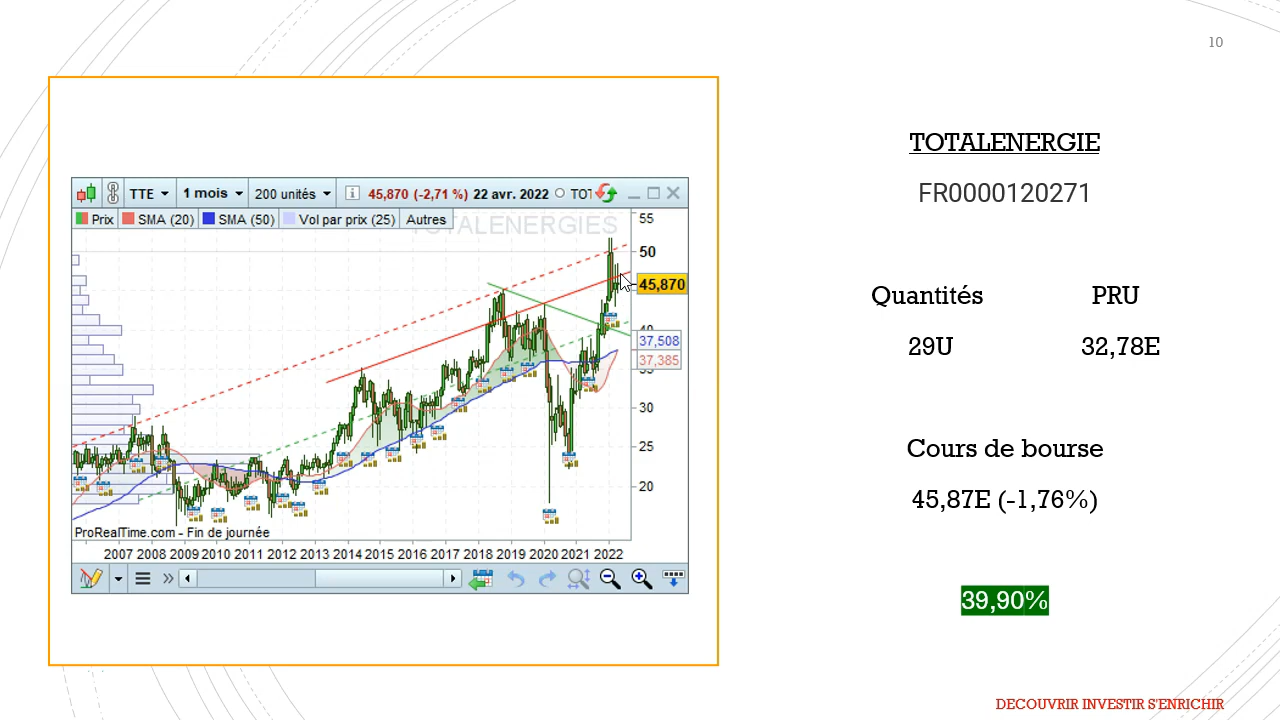 10
TTE 1 mois 200 unités 45,870 (-2,71 %) 22 avr. 2022 TOT
Prix SMA (20) SMA (50) Vol par prix (25) Autres
TOTALENERGIES
55
50
45,870
40
37,508
37,385
35
30
25
20
ProRealTime.com - Fin de journée
2007 2008 2009 2010 2011 2012 2013 2014 2015 2016 2017 2018 2019 2020 2021 2022
TOTALENERGIE
FR0000120271
Quantités PRU
29U 32,78E
Cours de bourse
45,87E (-1,76%)
39,90%
DECOUVRIR INVESTIR S'ENRICHIR